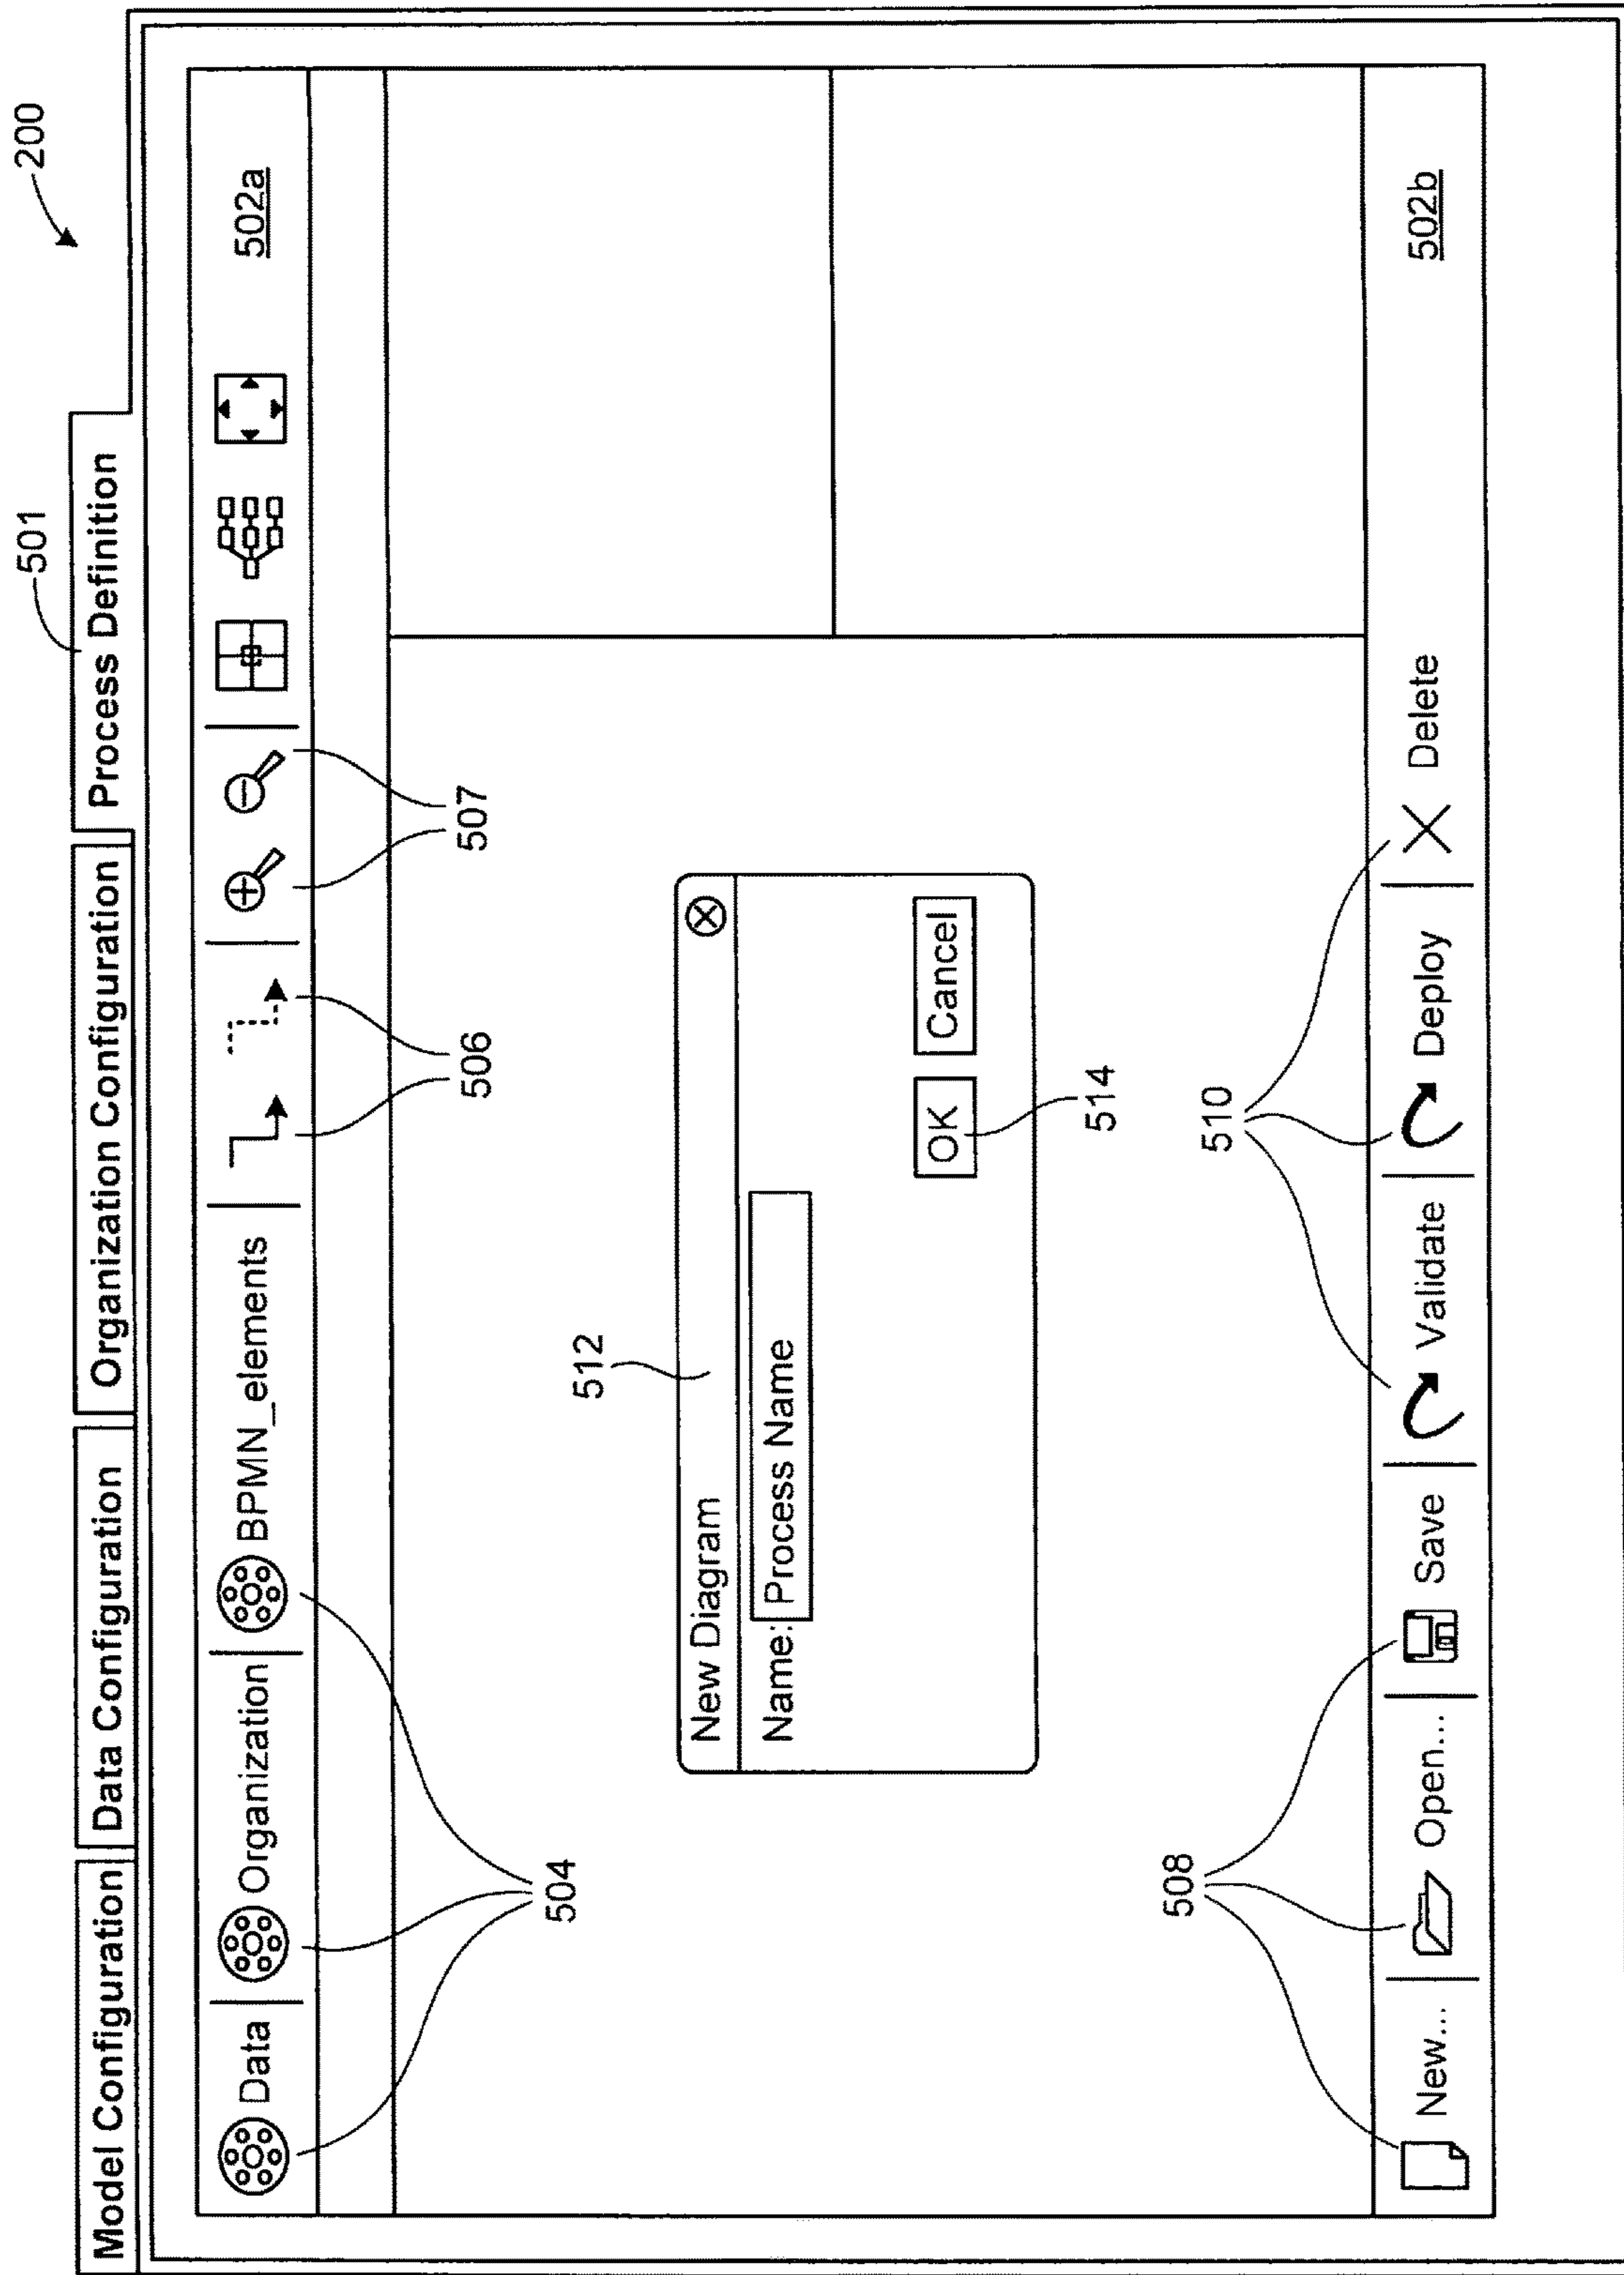 200
501
Model Configuration Data Configuration Organization Configuration Process Definition
Data Organization BPMN_elements 502a
504 506 507
512
New Diagram
Name: Process Name
OK Cancel
514
508 510
New... Open... Save Validate Deploy Delete 502b